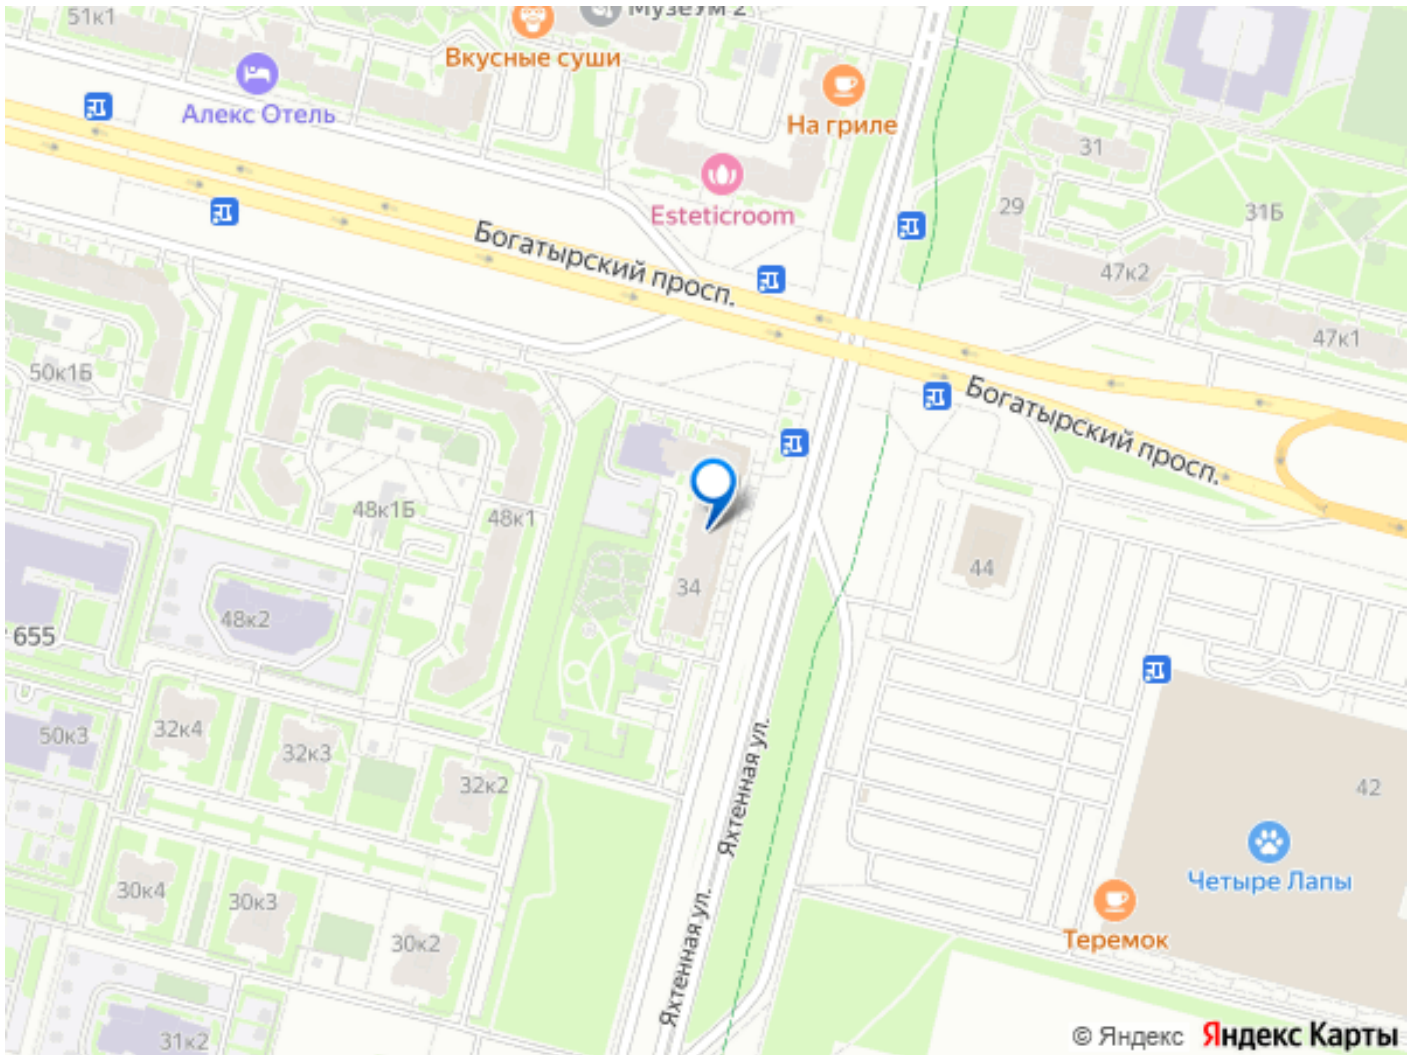 51к1
МузеУм 2
Вкусные суши
Алекс Отель
На гриле
31
Esteticroom
29
31Б
Богатырский просп.
47к2
47к1
50к1Б
Богатырский просп.
48к1Б
48к1
44
34
48к2
655
32к4
50к3
32к3
32к2
42
Яхтенная ул.
Четыре Лапы
30к4
30к3
Теремок
30к2
Яхтенная ул.
31к2
© Яндекс Яндекс Карты